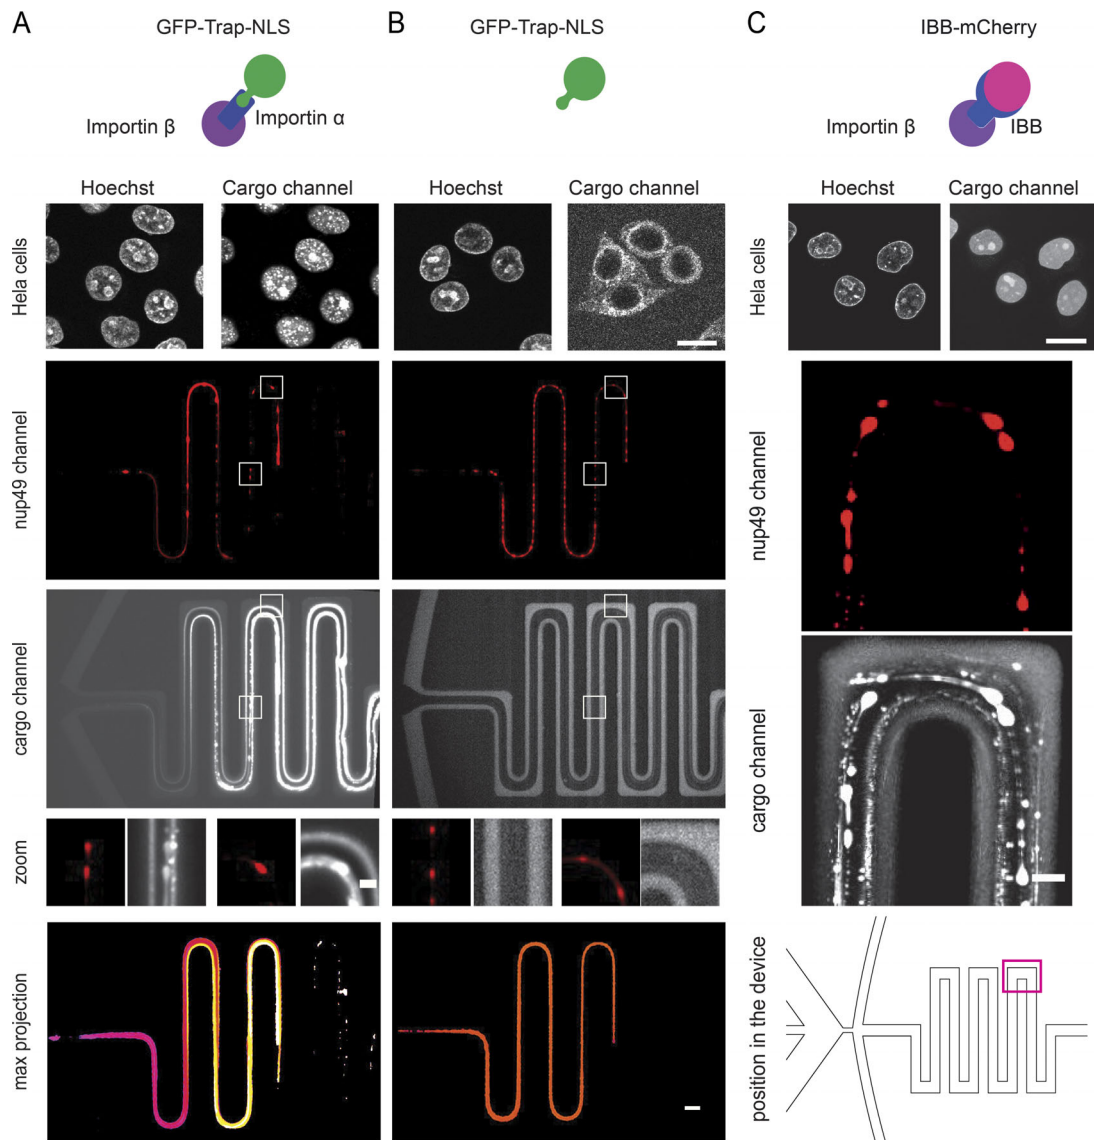 A
GFP-Trap-NLS
Importin β
Importin α
Hoechst
Cargo channel
Hela cells
nup49 channel
cargo channel
zoom
max projection
B
GFP-Trap-NLS
Hoechst
Cargo channel
C
IBB-mCherry
Importin β
IBB
Hoechst
Cargo channel
Hela cells
nup49 channel
cargo channel
position in the device